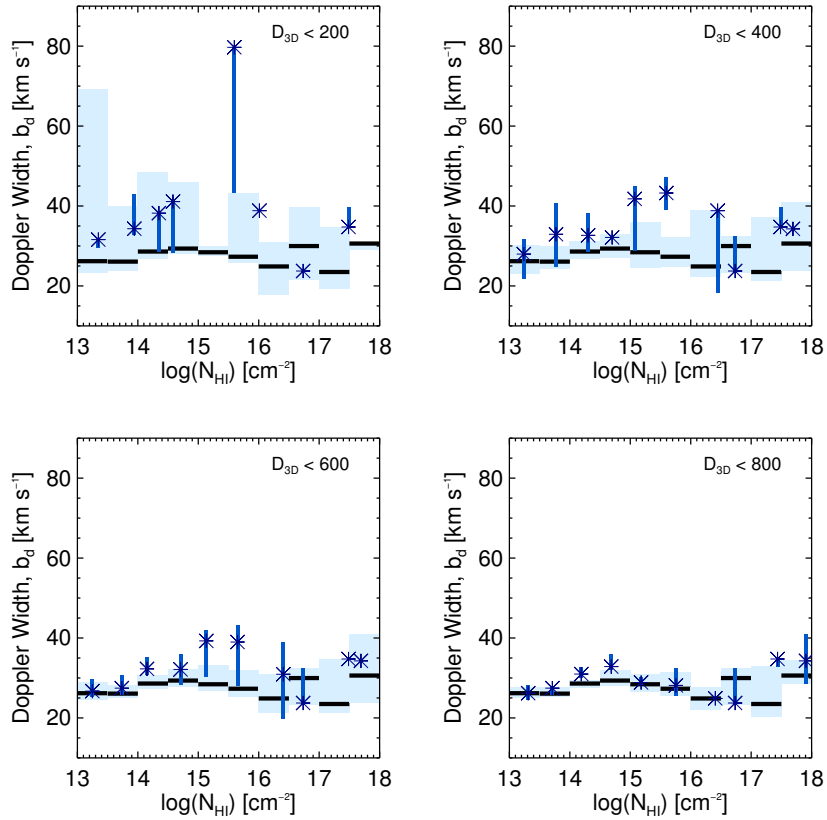 D3D < 200
80
60
40
20
Doppler Width, bd [km s−1]
13 14 15 16 17 18
log(NHI) [cm−2]
D3D < 400
80
60
40
20
Doppler Width, bd [km s−1]
13 14 15 16 17 18
log(NHI) [cm−2]
D3D < 600
80
60
40
20
Doppler Width, bd [km s−1]
13 14 15 16 17 18
log(NHI) [cm−2]
D3D < 800
80
60
40
20
Doppler Width, bd [km s−1]
13 14 15 16 17 18
log(NHI) [cm−2]